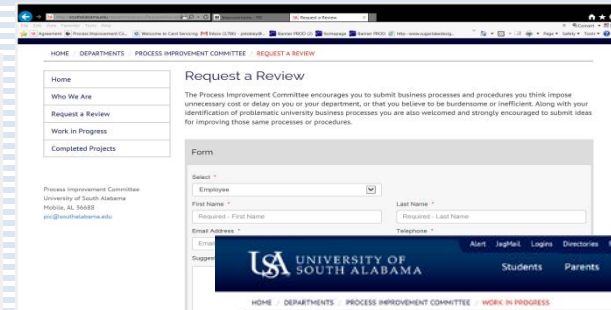 Request a Review
HOME / DEPARTMENTS / PROCESS IMPROVEMENT COMMITTEE / REQUEST A REVIEW
Home
Who We Are
Request a Review
Work in Progress
Completed Projects
Process Improvement Committee
University of South Alabama
Mobile, AL 36688
pic@southalabama.edu
Request a Review
The Process Improvement Committee encourages you to submit business processes and procedures you think impose
unnecessary cost or delay on you or your department, or that you believe to be burdensome or inefficient. Along with your
identification of problematic university business processes you are also welcomed and strongly encouraged to submit ideas
for improving those same processes or procedures.
Form
Select *
Employee
First Name *
Last Name *
Required - First Name
Required - Last Name
Email Address *
Telephone *
Alert JagMail Logins Directories
USA UNIVERSITY OF
SOUTH ALABAMA
Students Parents
HOME / DEPARTMENTS / PROCESS IMPROVEMENT COMMITTEE / WORK IN PROGRESS